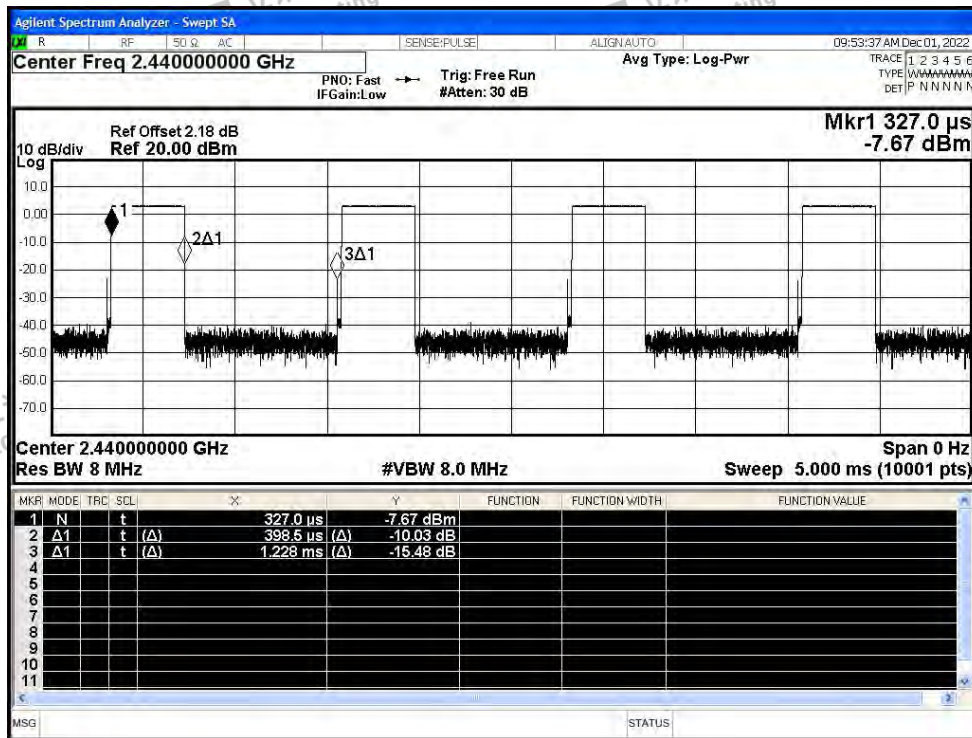 Agilent Spectrum Analyzer - Swept SA
LXI R RF 50 Ω AC SENSE:PULSE ALIGNAUTO 09:53:37 AM Dec 01, 2022
Center Freq 2.440000000 GHz Avg Type: Log-Pwr TRACE 1 2 3 4 5 6
PNO: Fast Trig: Free Run TYPE WWWWWW
IFGain:Low #Atten: 30 dB DET P N N N N N
Mkr1 327.0 µs
Ref Offset 2.18 dB
10 dB/div Ref 20.00 dBm -7.67 dBm
Log
10.0
0.00
1
-10.0
2Δ1
3Δ1
-20.0
-30.0
-40.0
-50.0
-60.0
-70.0
Center 2.440000000 GHz Span 0 Hz
Res BW 8 MHz #VBW 8.0 MHz Sweep 5.000 ms (10001 pts)
MKR MODE TRC SCL X Y FUNCTION FUNCTION WIDTH FUNCTION VALUE
1 N t 327.0 µs -7.67 dBm
2 Δ1 t (Δ) 398.5 µs (Δ) -10.03 dB
3 Δ1 t (Δ) 1.228 ms (Δ) -15.48 dB
4
5
6
7
8
9
10
11
MSG STATUS